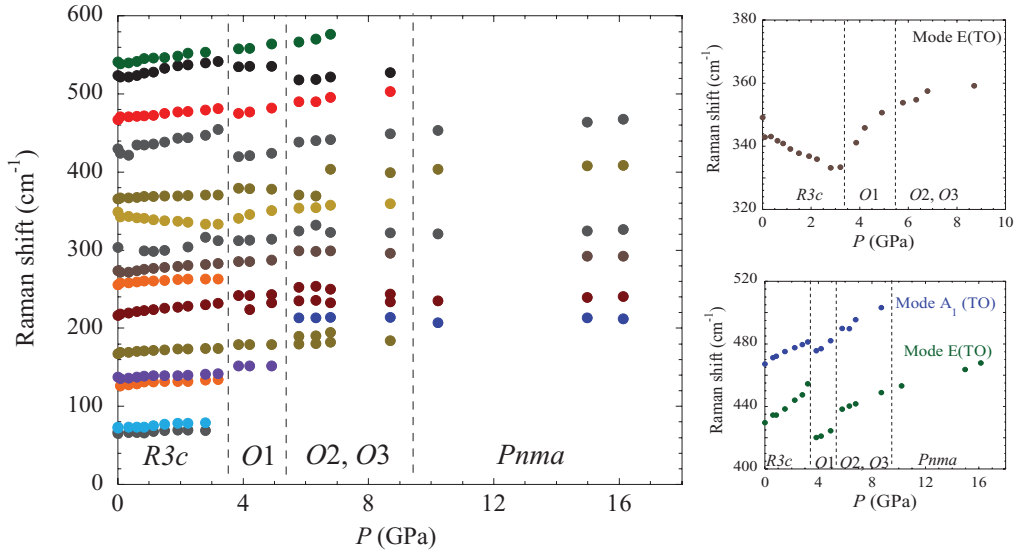 600
500
400
300
200
100
0
Raman shift (cm⁻¹)
R3c
O1
O2, O3
Pnma
0 4 8 12 16
P (GPa)
380
360
340
320
Raman shift (cm⁻¹)
Mode E(TO)
R3c
O1
O2, O3
0 2 4 6 8 10
P (GPa)
520
480
440
400
Raman shift (cm⁻¹)
Mode A₁ (TO)
Mode E(TO)
R3c
O1
O2, O3
Pnma
0 4 8 12 16
P (GPa)